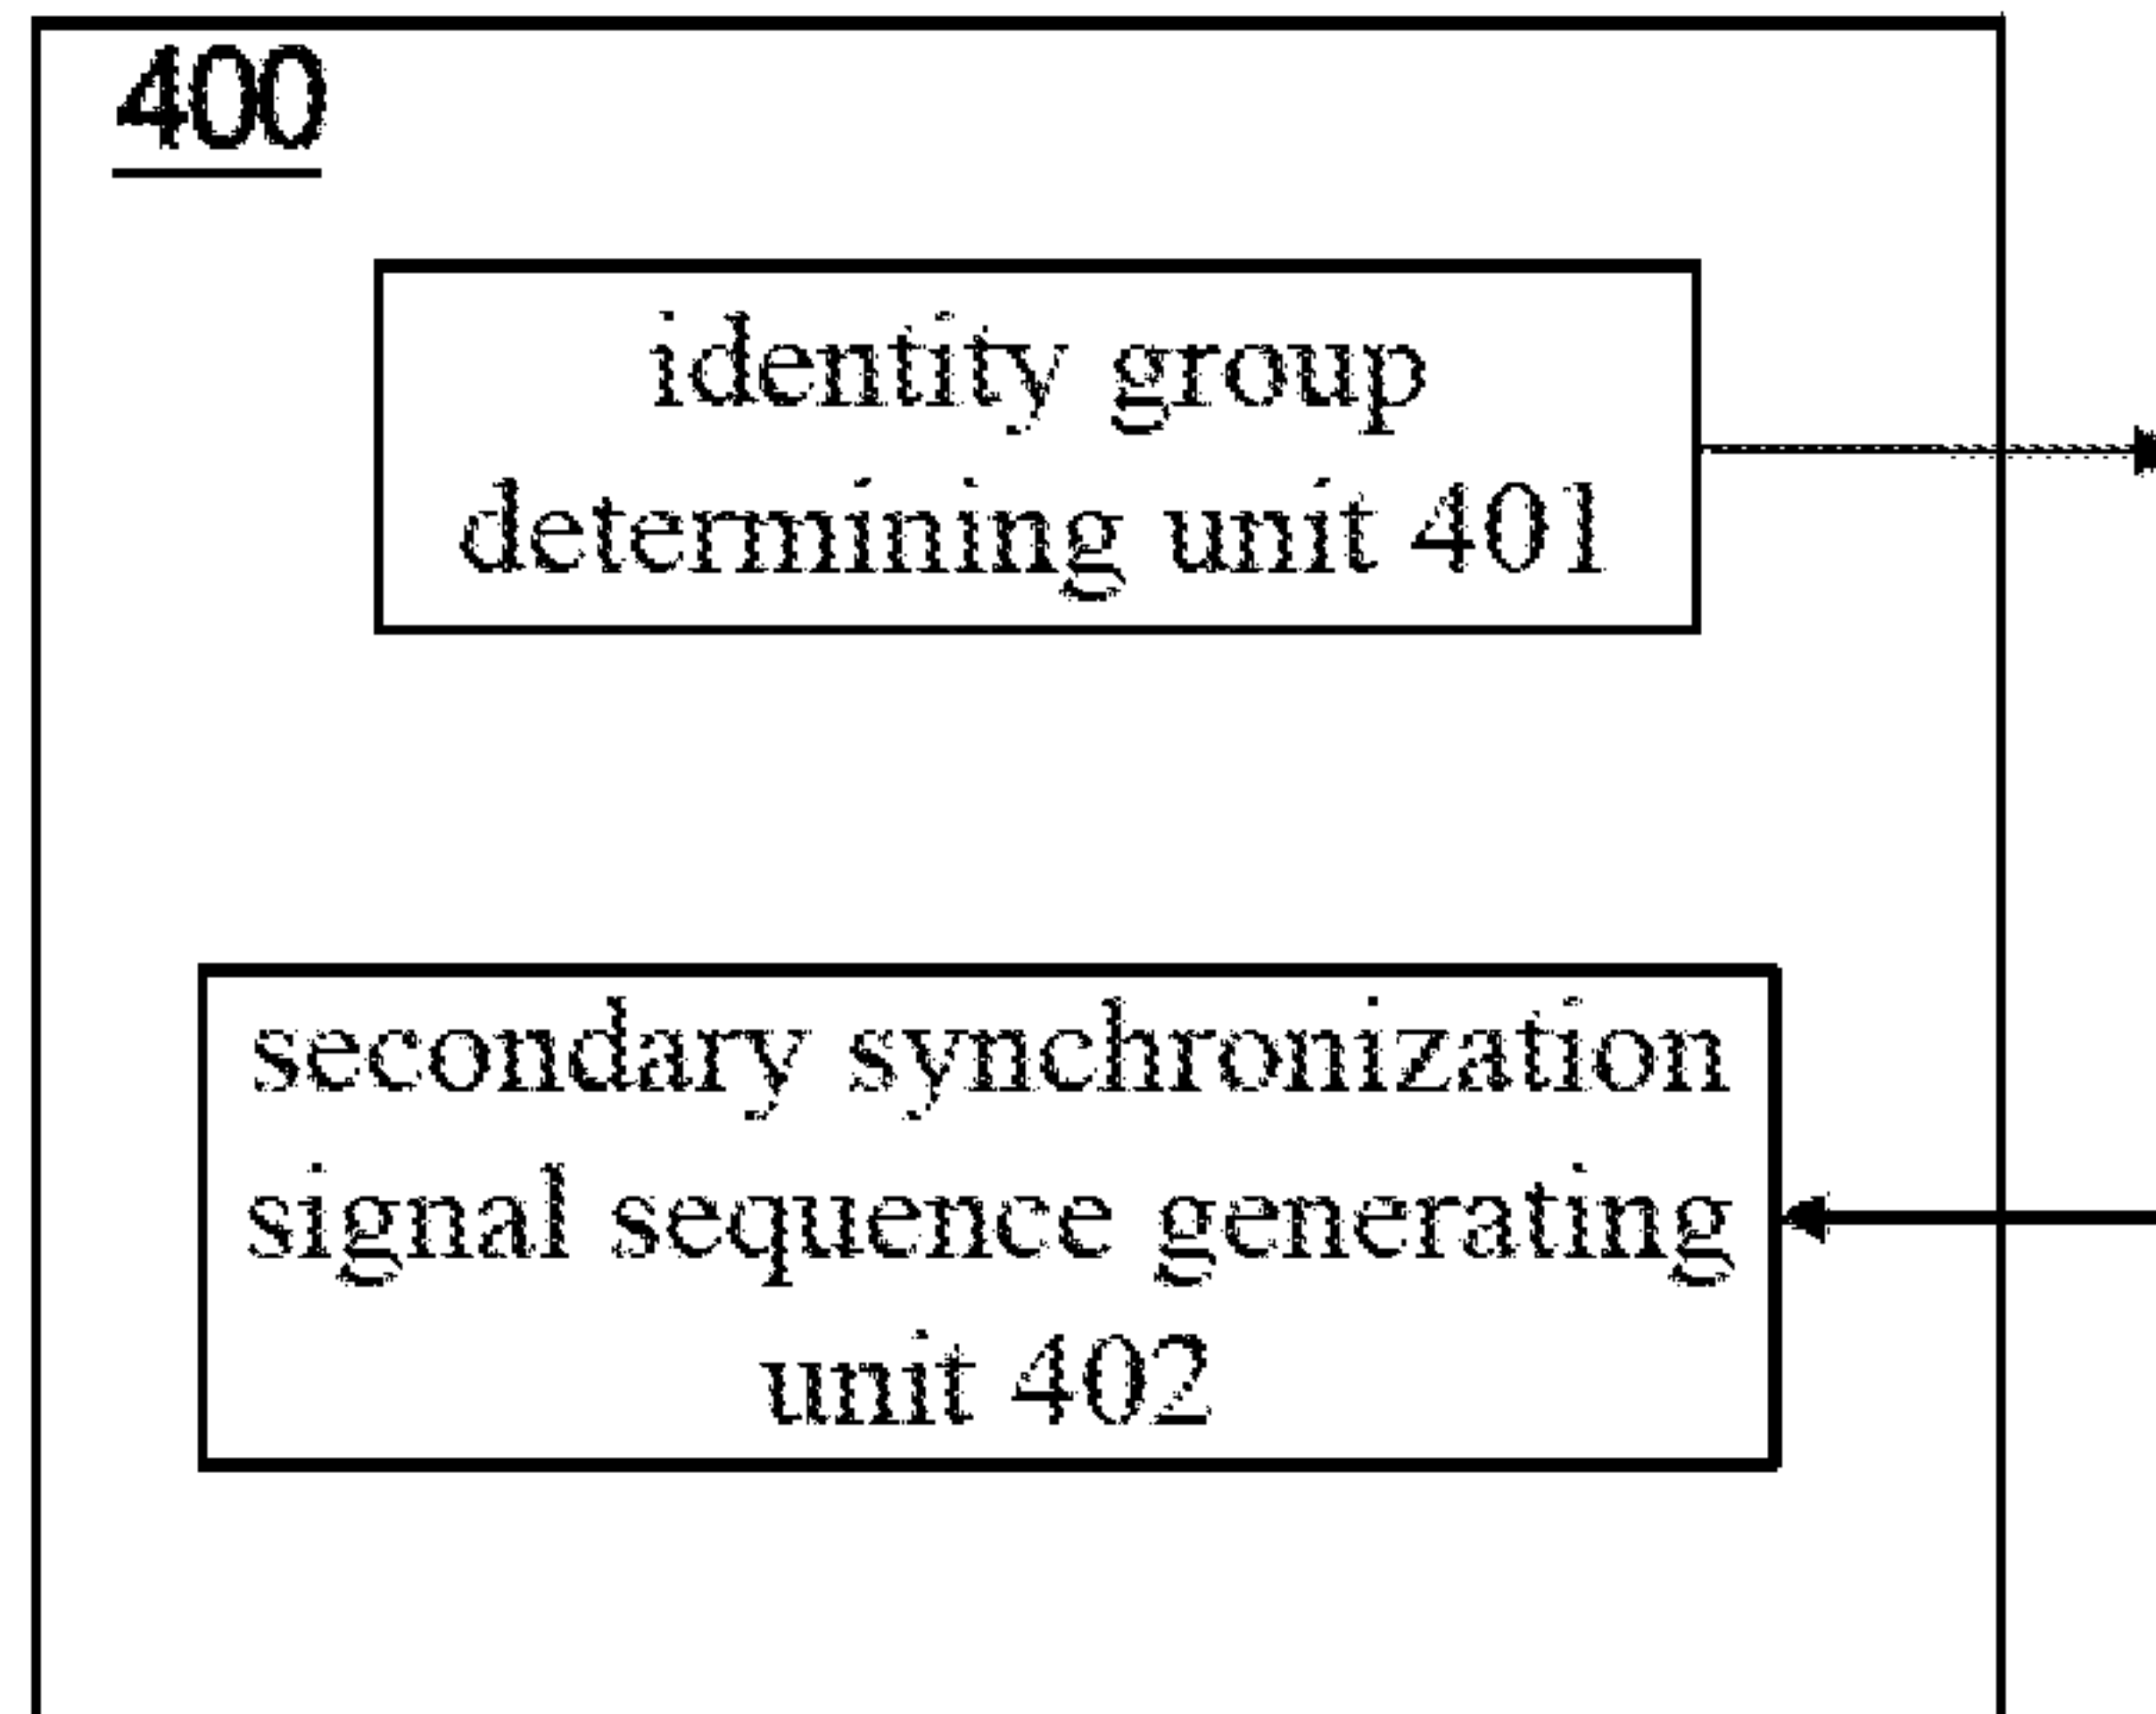 400
identity group
determining unit 401
secondary synchronization
signal sequence generating
unit 402